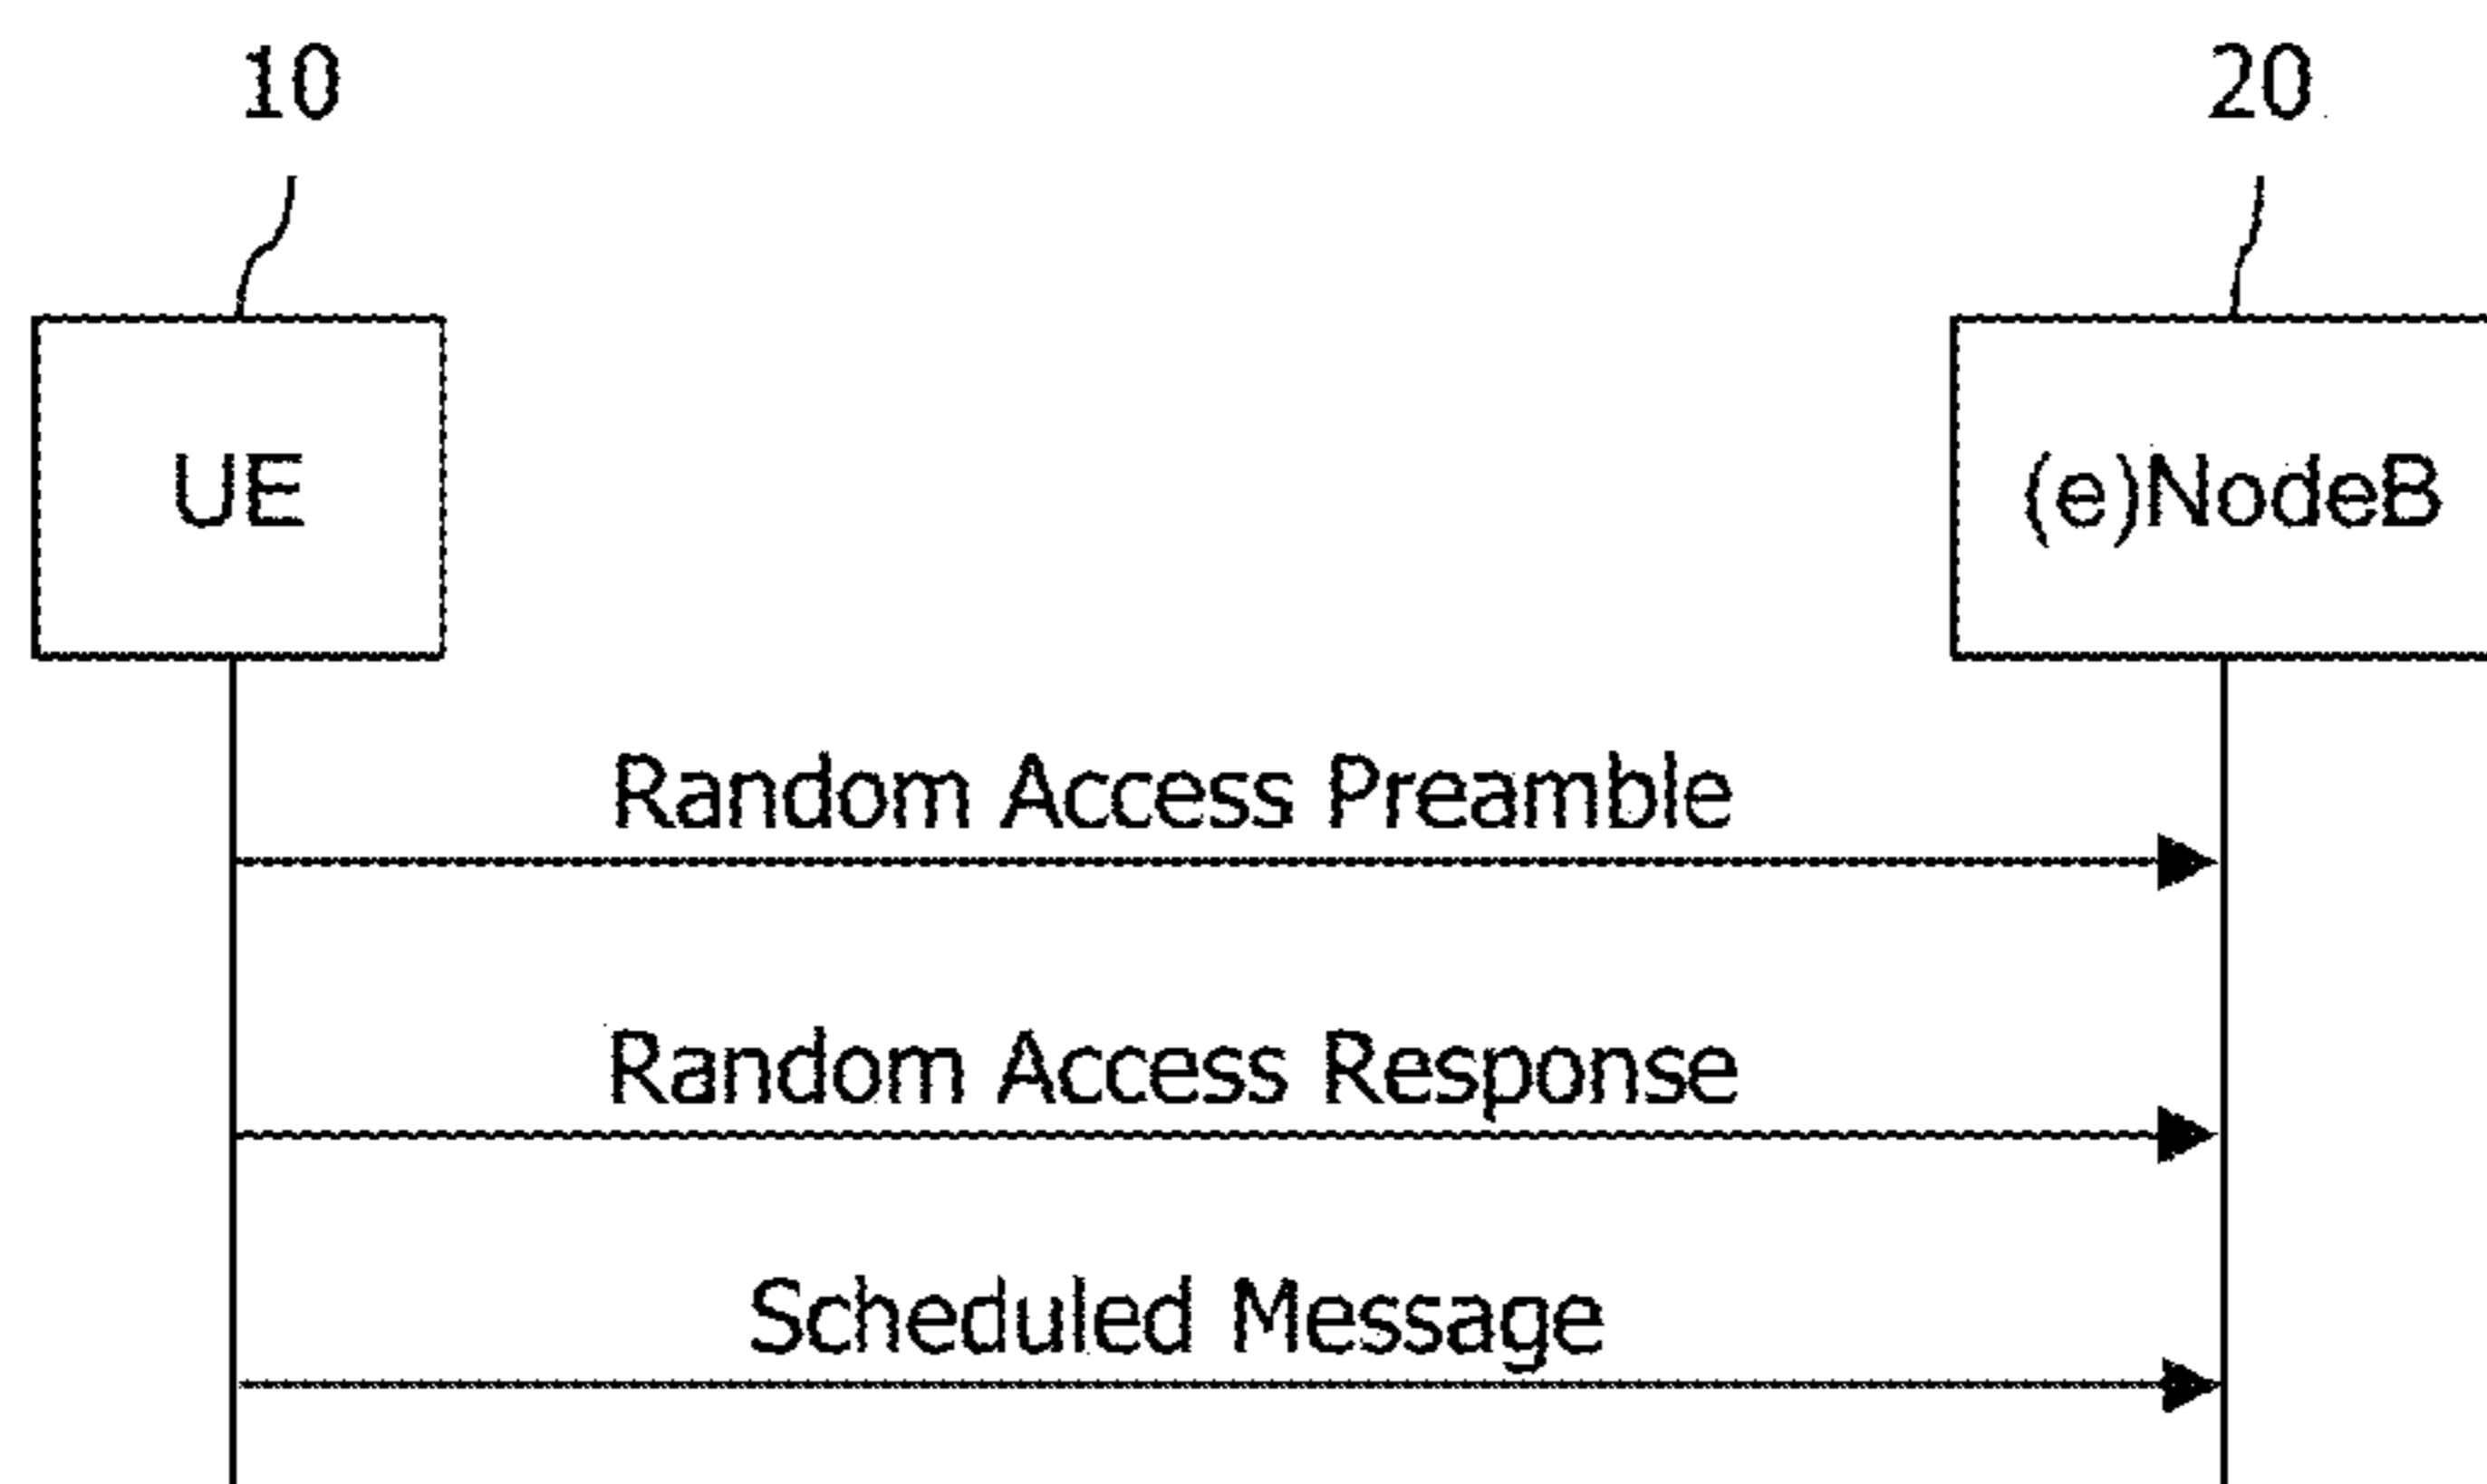 10
20
UE
(e)NodeB
Random Access Preamble
Random Access Response
Scheduled Message